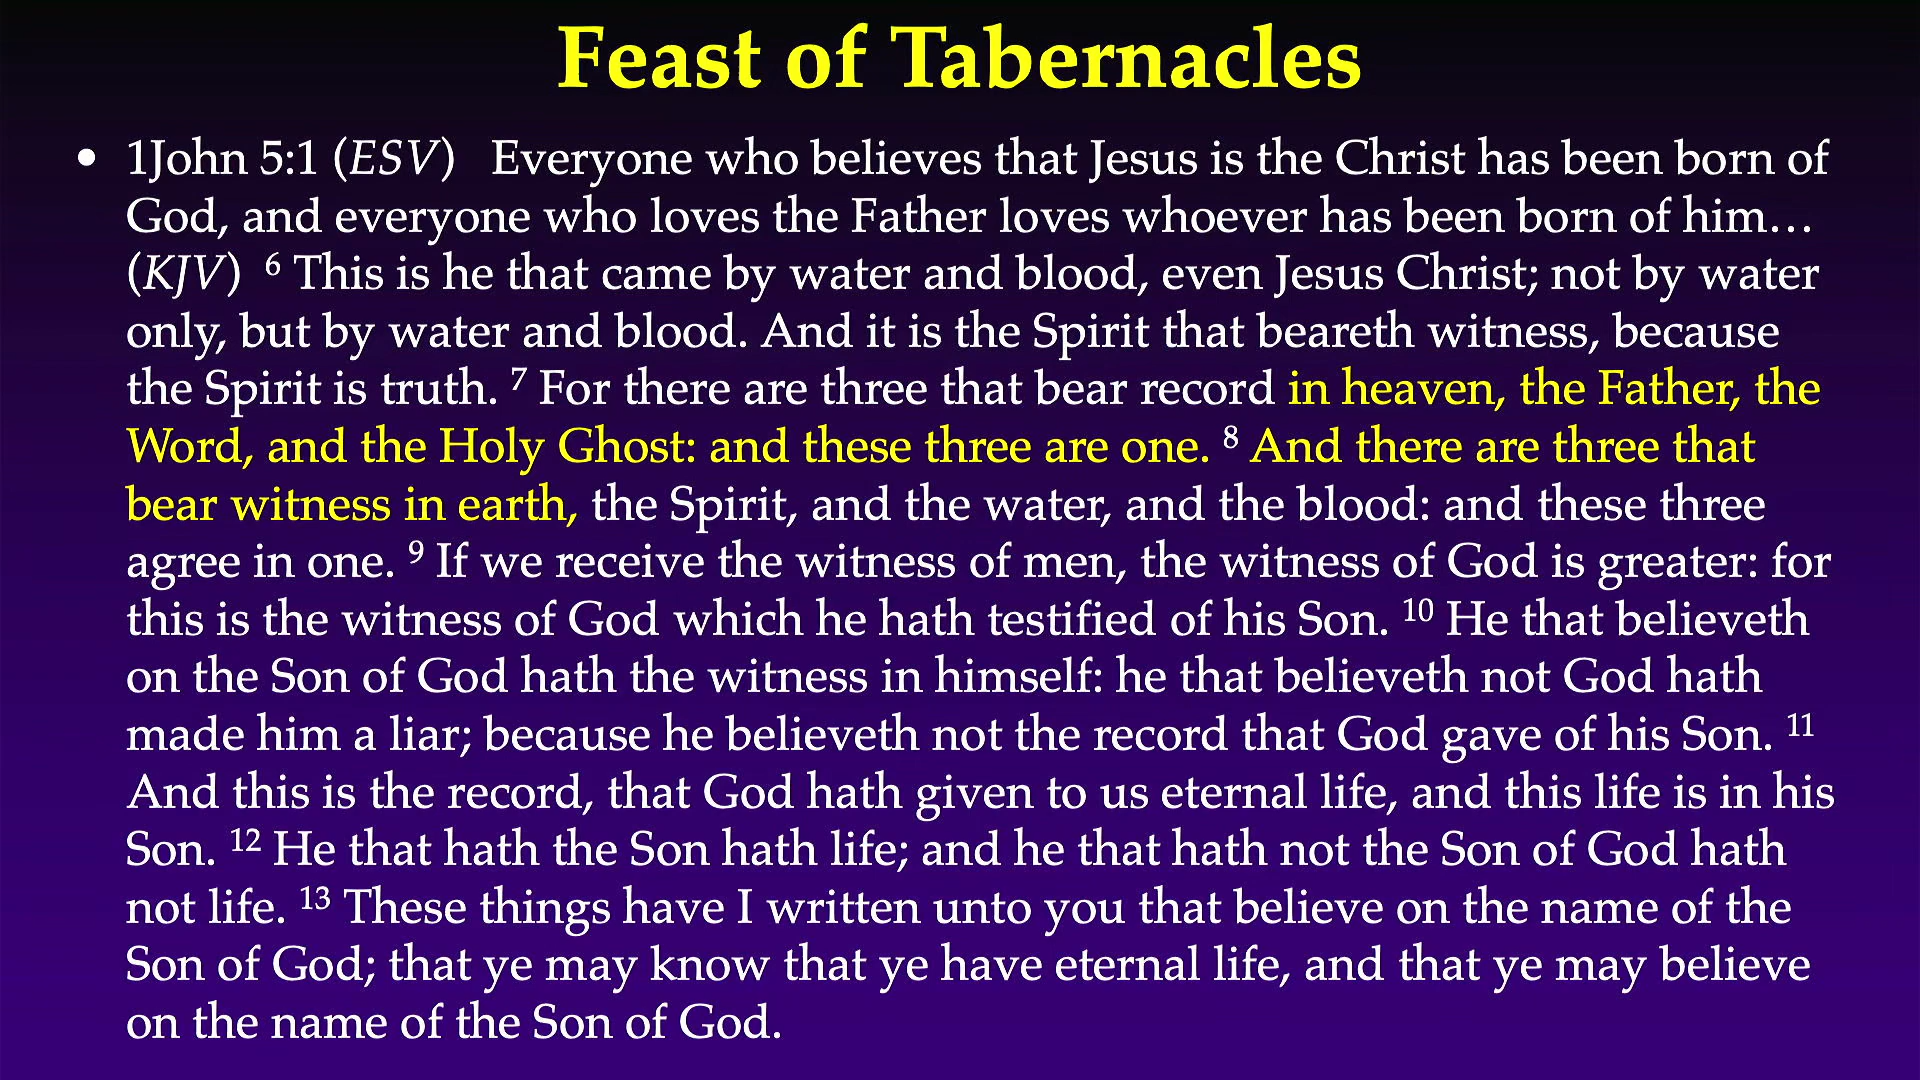 Feast of Tabernacles
• 1John 5:1 (ESV) Everyone who believes that Jesus is the Christ has been born of
God, and everyone who loves the Father loves whoever has been born of him…
(KJV) 6 This is he that came by water and blood, even Jesus Christ; not by water
only, but by water and blood. And it is the Spirit that beareth witness, because
the Spirit is truth. 7 For there are three that bear record in heaven, the Father, the
Word, and the Holy Ghost: and these three are one. 8 And there are three that
bear witness in earth, the Spirit, and the water, and the blood: and these three
agree in one. 9 If we receive the witness of men, the witness of God is greater: for
this is the witness of God which he hath testified of his Son. 10 He that believeth
on the Son of God hath the witness in himself: he that believeth not God hath
made him a liar; because he believeth not the record that God gave of his Son. 11
And this is the record, that God hath given to us eternal life, and this life is in his
Son. 12 He that hath the Son hath life; and he that hath not the Son of God hath
not life. 13 These things have I written unto you that believe on the name of the
Son of God; that ye may know that ye have eternal life, and that ye may believe
on the name of the Son of God.